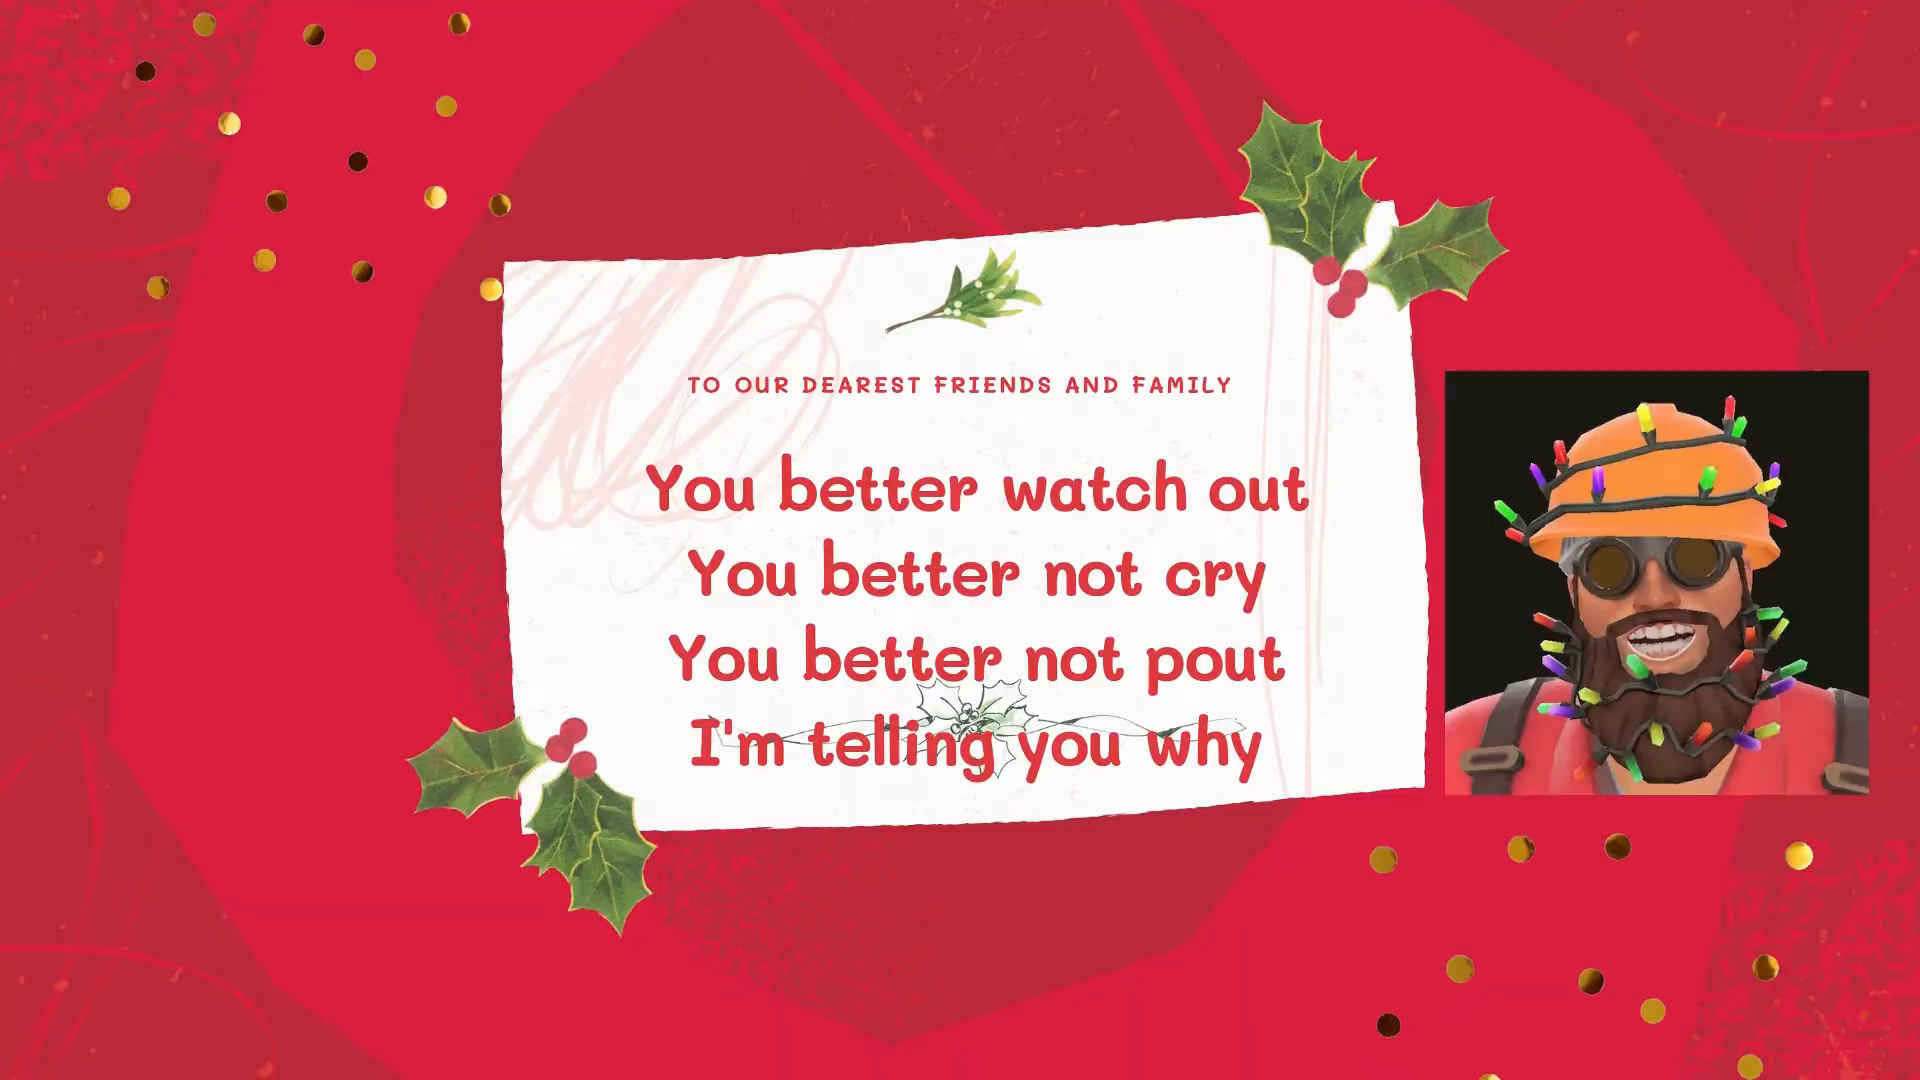 TO OUR DEAREST FRIENDS AND FAMILY
You better watch out
You better not cry
You better not pout
I'm telling you why